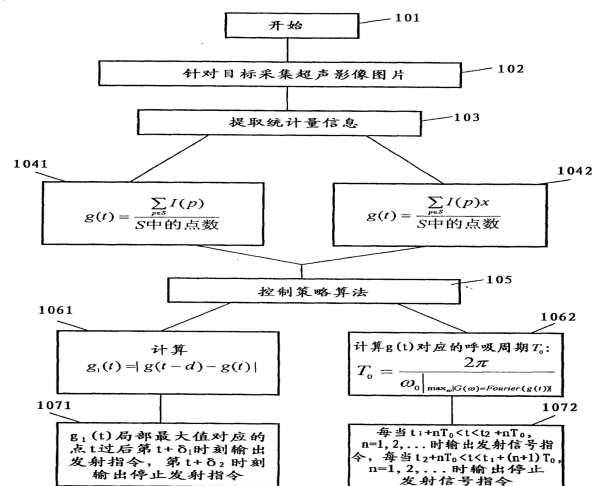 开始
101
针对目标采集超声影像图片
102
提取统计量信息
103
1041
1042
g(t) = ∑p∈S I(p) / S中的点数
g(t) = ∑p∈S I(p)x / S中的点数
控制策略算法
105
1061
1062
计算
g₁(t) =| g(t-d) - g(t)|
计算g(t)对应的呼吸周期T₀:
T₀ = 2π / ω₀|max_ω|G(ω)=Fourier(g(t))|
1071
1072
g₁(t)局部最大值对应的
点t过后第t+δ₁时刻输出
发射指令, 第t+δ₂时刻
输出停止发射指令
每当t₁+nT₀<t<t₂+nT₀,
n=1,2,...时输出发射信号指
令, 每当t₂+nT₀<t<t₁+(n+1)T₀,
n=1,2,...时输出停止
发射信号指令